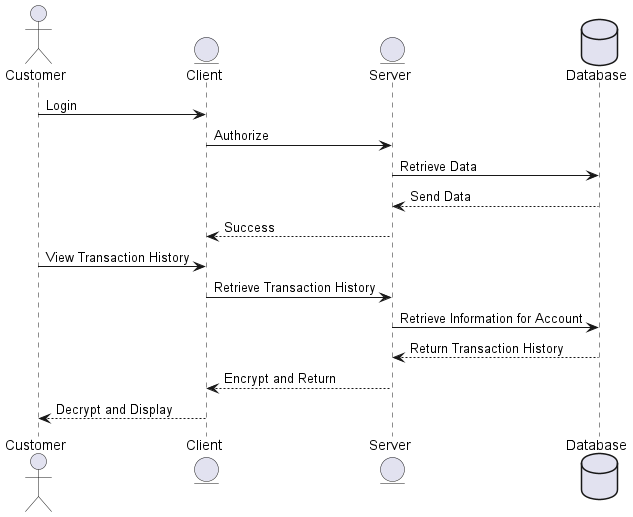 Customer Client Server Database
Login
Authorize
Retrieve Data
Send Data
Success
View Transaction History
Retrieve Transaction History
Retrieve Information for Account
Return Transaction History
Encrypt and Return
Decrypt and Display
Customer Client Server Database